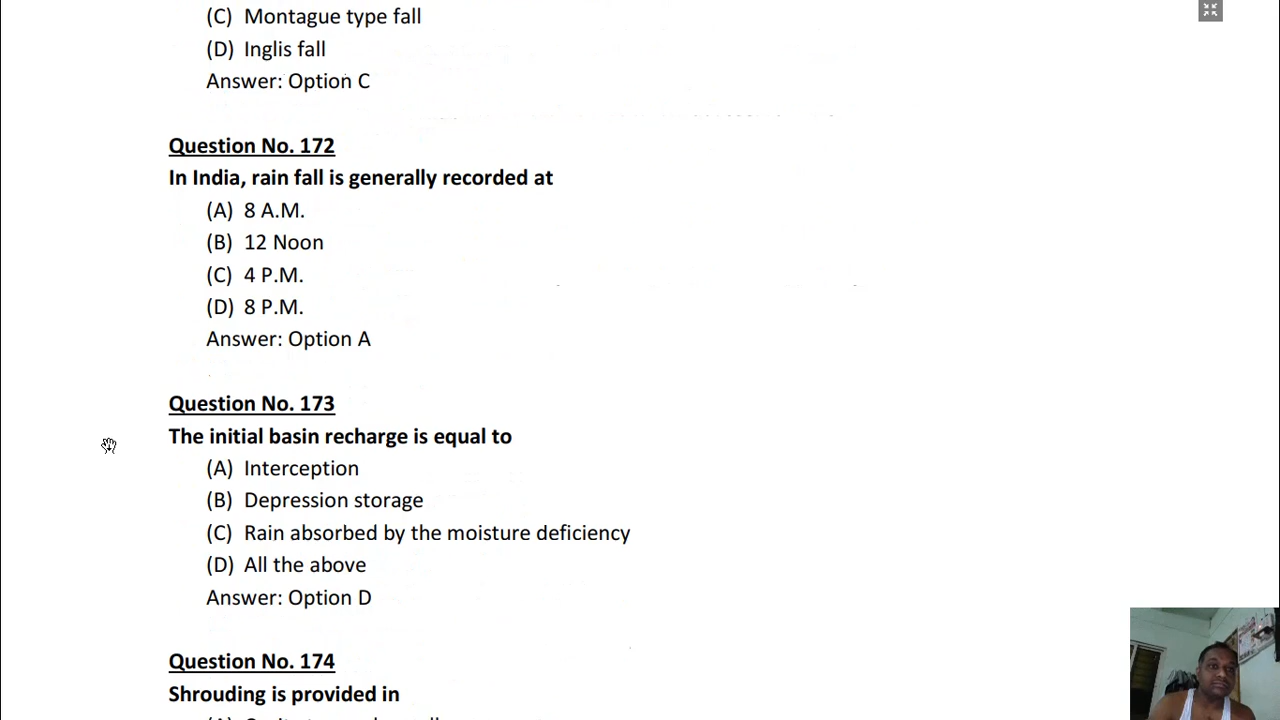 (C) Montague type fall
(D) Inglis fall
Answer: Option C
Question No. 172
In India, rain fall is generally recorded at
(A) 8 A.M.
(B) 12 Noon
(C) 4 P.M.
(D) 8 P.M.
Answer: Option A
Question No. 173
The initial basin recharge is equal to
(A) Interception
(B) Depression storage
(C) Rain absorbed by the moisture deficiency
(D) All the above
Answer: Option D
Question No. 174
Shrouding is provided in